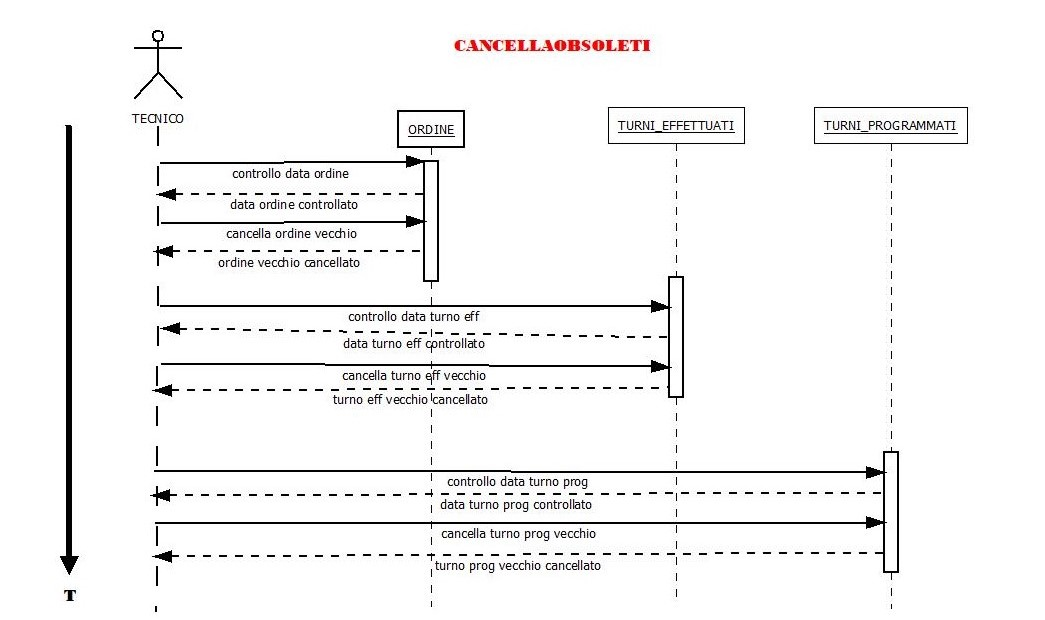 CANCELLAOBSOLETI
TECNICO
ORDINE
TURNI_EFFETTUATI
TURNI_PROGRAMMATI
controllo data ordine
data ordine controllato
cancella ordine vecchio
ordine vecchio cancellato
controllo data turno eff
data turno eff controllato
cancella turno eff vecchio
turno eff vecchio cancellato
controllo data turno prog
data turno prog controllato
cancella turno prog vecchio
turno prog vecchio cancellato
T